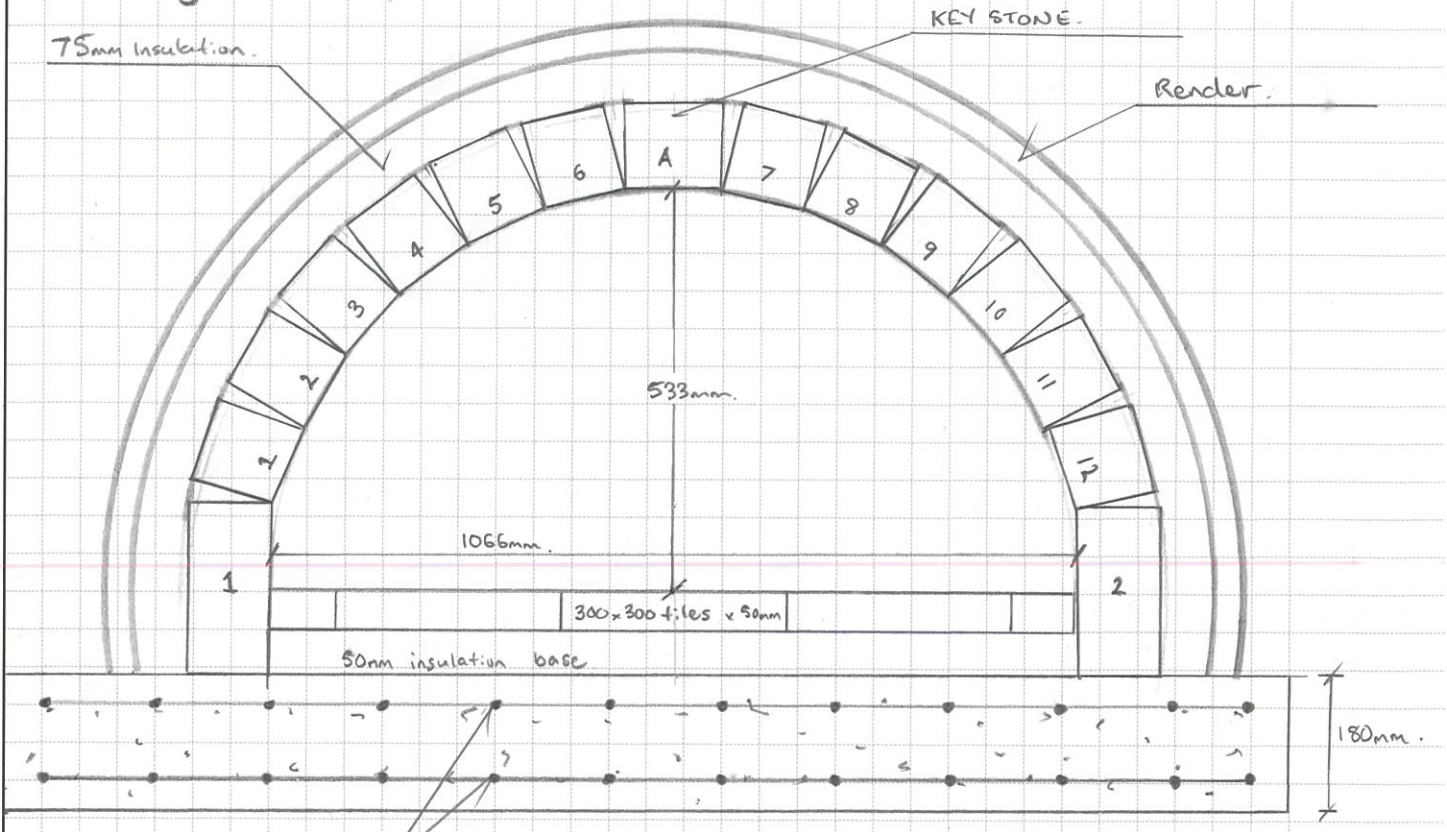 KEY STONE.
75mm Insulation.
Render.
A
6
7
5
8
4
9
3
10
2
11
1
12
533mm.
1066mm.
1
2
300x300 tiles x 50mm
50mm insulation base
180mm.